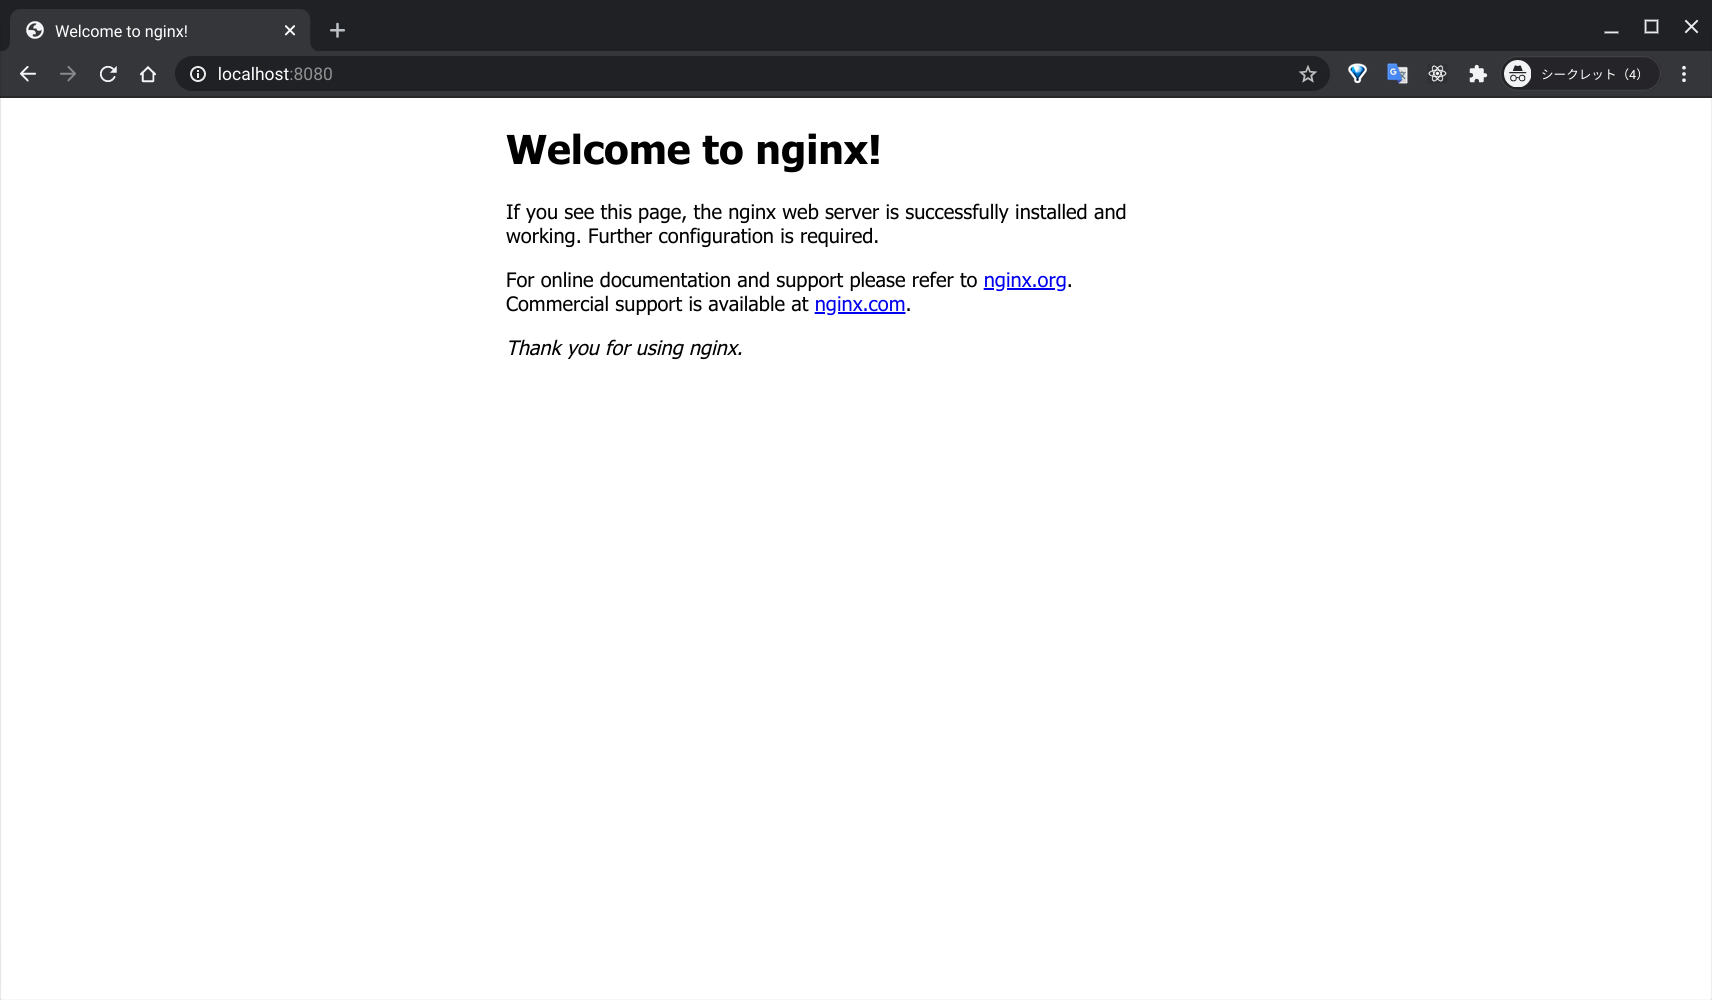 Welcome to nginx!
localhost:8080
シークレット（4）
Welcome to nginx!
If you see this page, the nginx web server is successfully installed and
working. Further configuration is required.
For online documentation and support please refer to nginx.org.
Commercial support is available at nginx.com.
Thank you for using nginx.